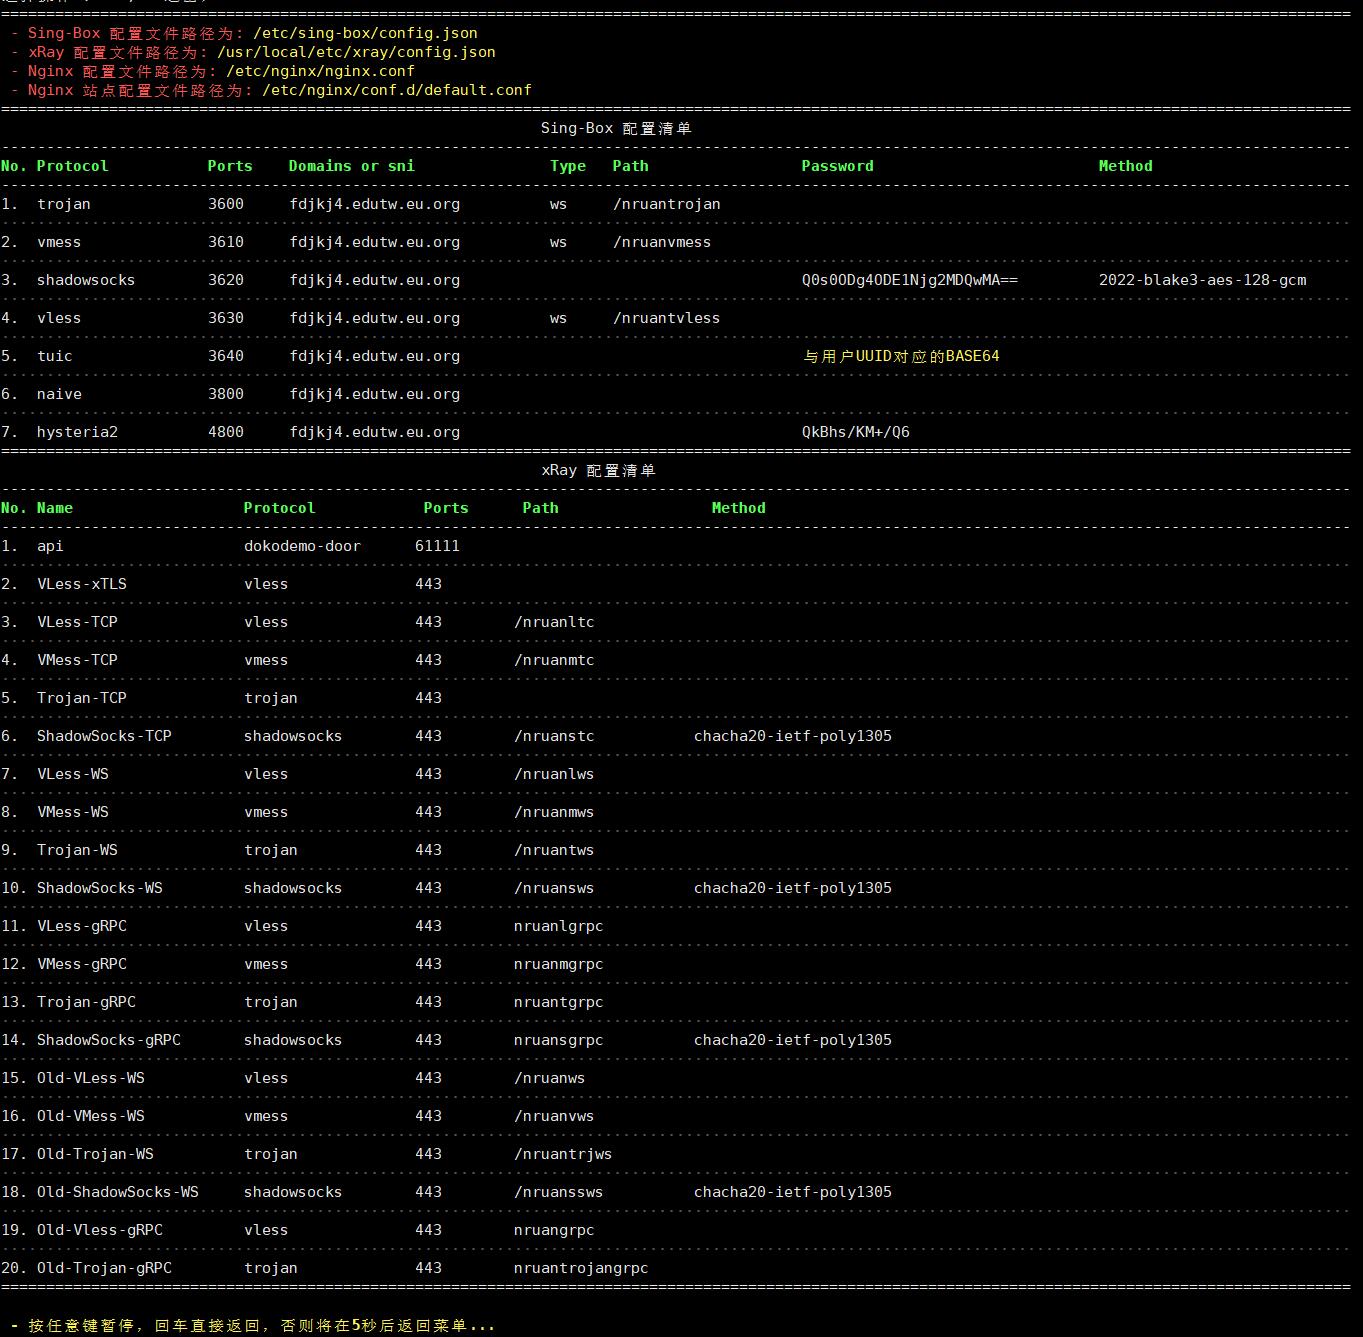 - Sing-Box 配置文件路径为: /etc/sing-box/config.json
- xRay 配置文件路径为: /usr/local/etc/xray/config.json
- Nginx 配置文件路径为: /etc/nginx/nginx.conf
- Nginx 站点配置文件路径为: /etc/nginx/conf.d/default.conf
Sing-Box 配置清单
No. Protocol Ports Domains or sni Type Path Password Method
1. trojan 3600 fdjkj4.edutw.eu.org ws /nruantrojan
2. vmess 3610 fdjkj4.edutw.eu.org ws /nruanvmess
3. shadowsocks 3620 fdjkj4.edutw.eu.org Q0s0ODg4ODE1Njg2MDQwMA== 2022-blake3-aes-128-gcm
4. vless 3630 fdjkj4.edutw.eu.org ws /nruantvless
5. tuic 3640 fdjkj4.edutw.eu.org 与用户UUID对应的BASE64
6. naive 3800 fdjkj4.edutw.eu.org
7. hysteria2 4800 fdjkj4.edutw.eu.org QkBhs/KM+/Q6
xRay 配置清单
No. Name Protocol Ports Path Method
1. api dokodemo-door 61111
2. VLess-xTLS vless 443
3. VLess-TCP vless 443 /nruanltc
4. VMess-TCP vmess 443 /nruanmtc
5. Trojan-TCP trojan 443
6. ShadowSocks-TCP shadowsocks 443 /nruanstc chacha20-ietf-poly1305
7. VLess-WS vless 443 /nruanlws
8. VMess-WS vmess 443 /nruanmws
9. Trojan-WS trojan 443 /nruantws
10. ShadowSocks-WS shadowsocks 443 /nruansws chacha20-ietf-poly1305
11. VLess-gRPC vless 443 nruanlgrpc
12. VMess-gRPC vmess 443 nruanmgrpc
13. Trojan-gRPC trojan 443 nruantgrpc
14. ShadowSocks-gRPC shadowsocks 443 nruansgrpc chacha20-ietf-poly1305
15. Old-VLess-WS vless 443 /nruanws
16. Old-VMess-WS vmess 443 /nruanvws
17. Old-Trojan-WS trojan 443 /nruantrjws
18. Old-ShadowSocks-WS shadowsocks 443 /nruanssws chacha20-ietf-poly1305
19. Old-Vless-gRPC vless 443 nruangrpc
20. Old-Trojan-gRPC trojan 443 nruantrojangrpc
- 按任意键暂停, 回车直接返回, 否则将在5秒后返回菜单...